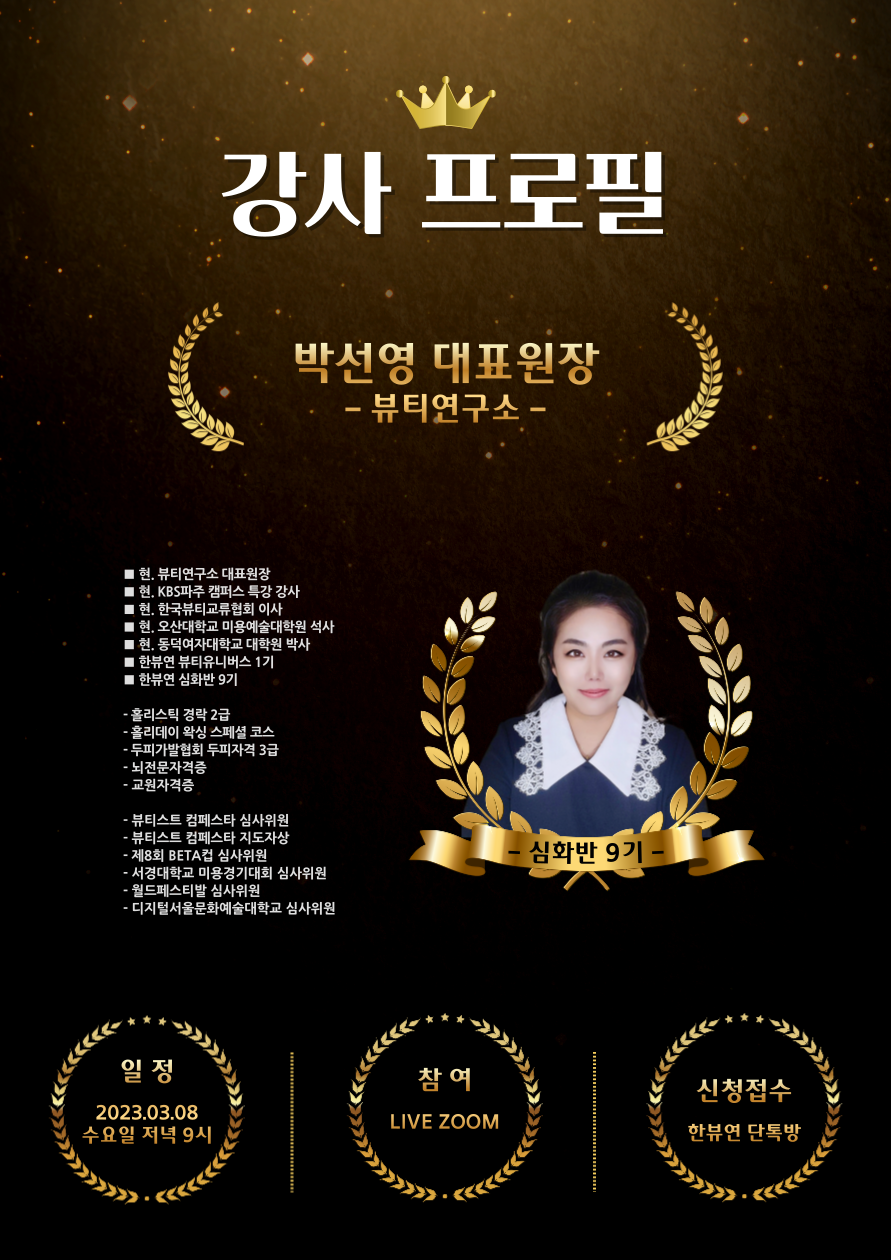 강사 프로필
박선영 대표원장
- 뷰티연구소 -
■ 현. 뷰티연구소 대표원장
■ 현. KBS파주 캠퍼스 특강 강사
■ 현. 한국뷰티교류협회 이사
■ 현. 오산대학교 미용예술대학원 석사
■ 현. 동덕여자대학교 대학원 박사
■ 한뷰연 뷰티유니버스 1기
■ 한뷰연 심화반 9기
- 홀리스틱 경락 2급
- 홀리데이 왁싱 스페셜 코스
- 두피가발협회 두피자격 3급
- 뇌전문자격증
- 교원자격증
- 뷰티스트 컴페스타 심사위원
- 뷰티스트 컴페스타 지도자상
- 제8회 BETA컵 심사위원
- 서경대학교 미용경기대회 심사위원
- 월드페스티발 심사위원
- 디지털서울문화예술대학교 심사위원
- 심화반 9기 -
일 정
2023.03.08
수요일 저녁 9시
참 여
LIVE ZOOM
신청접수
한뷰연 단톡방